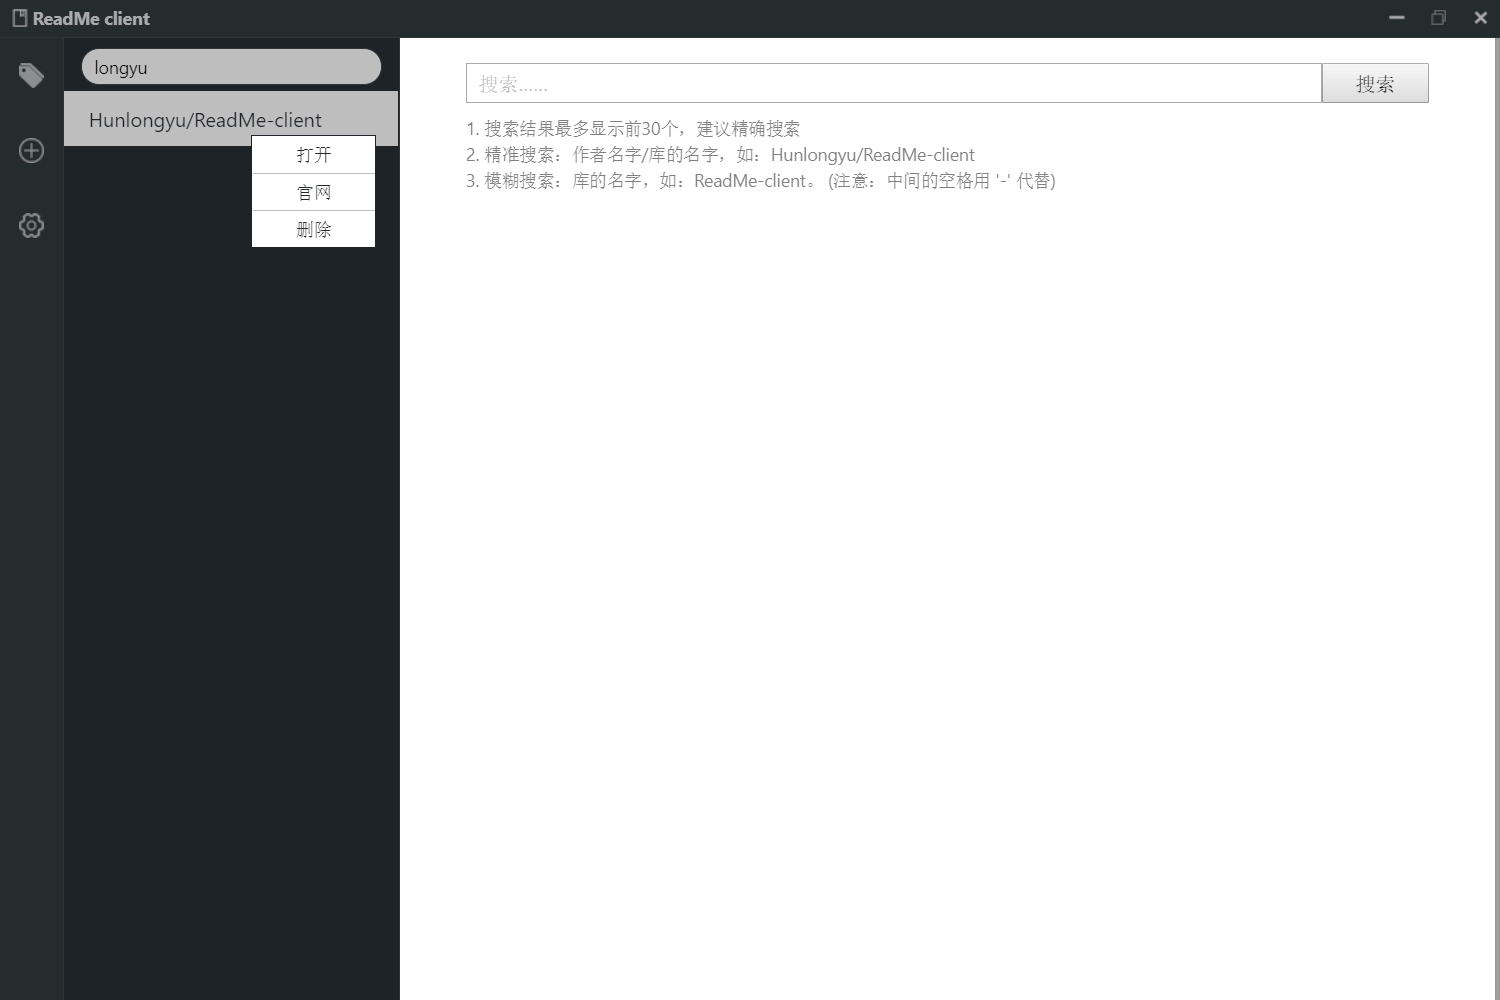 ReadMe client
longyu
Hunlongyu/ReadMe-client
打开
官网
删除
搜索......
搜索
1. 搜索结果最多显示前30个，建议精确搜索
2. 精准搜索：作者名字/库的名字，如：Hunlongyu/ReadMe-client
3. 模糊搜索：库的名字，如：ReadMe-client。 (注意：中间的空格用 '-' 代替)